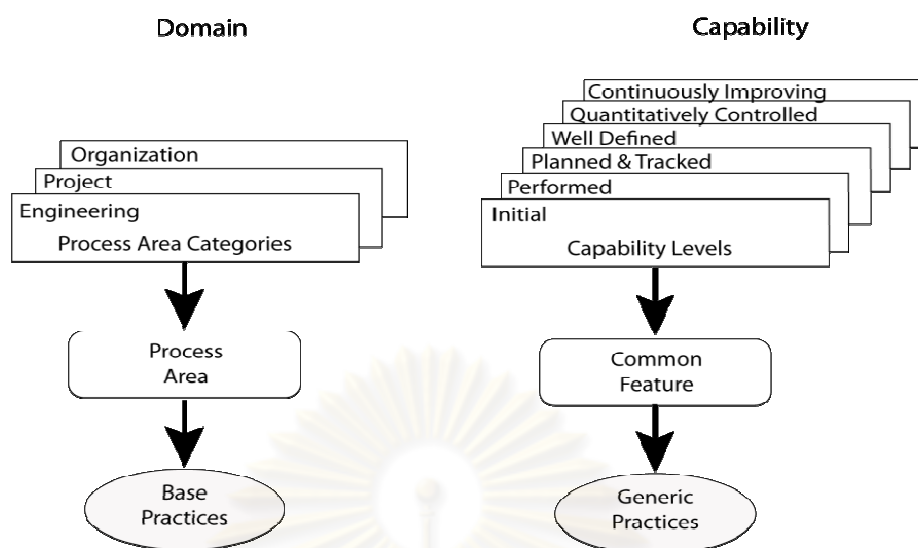 Domain
Organization
Project
Engineering
Process Area Categories
Process
Area
Base
Practices
Capability
Continuously Improving
Quantitatively Controlled
Well Defined
Planned & Tracked
Performed
Initial
Capability Levels
Common
Feature
Generic
Practices